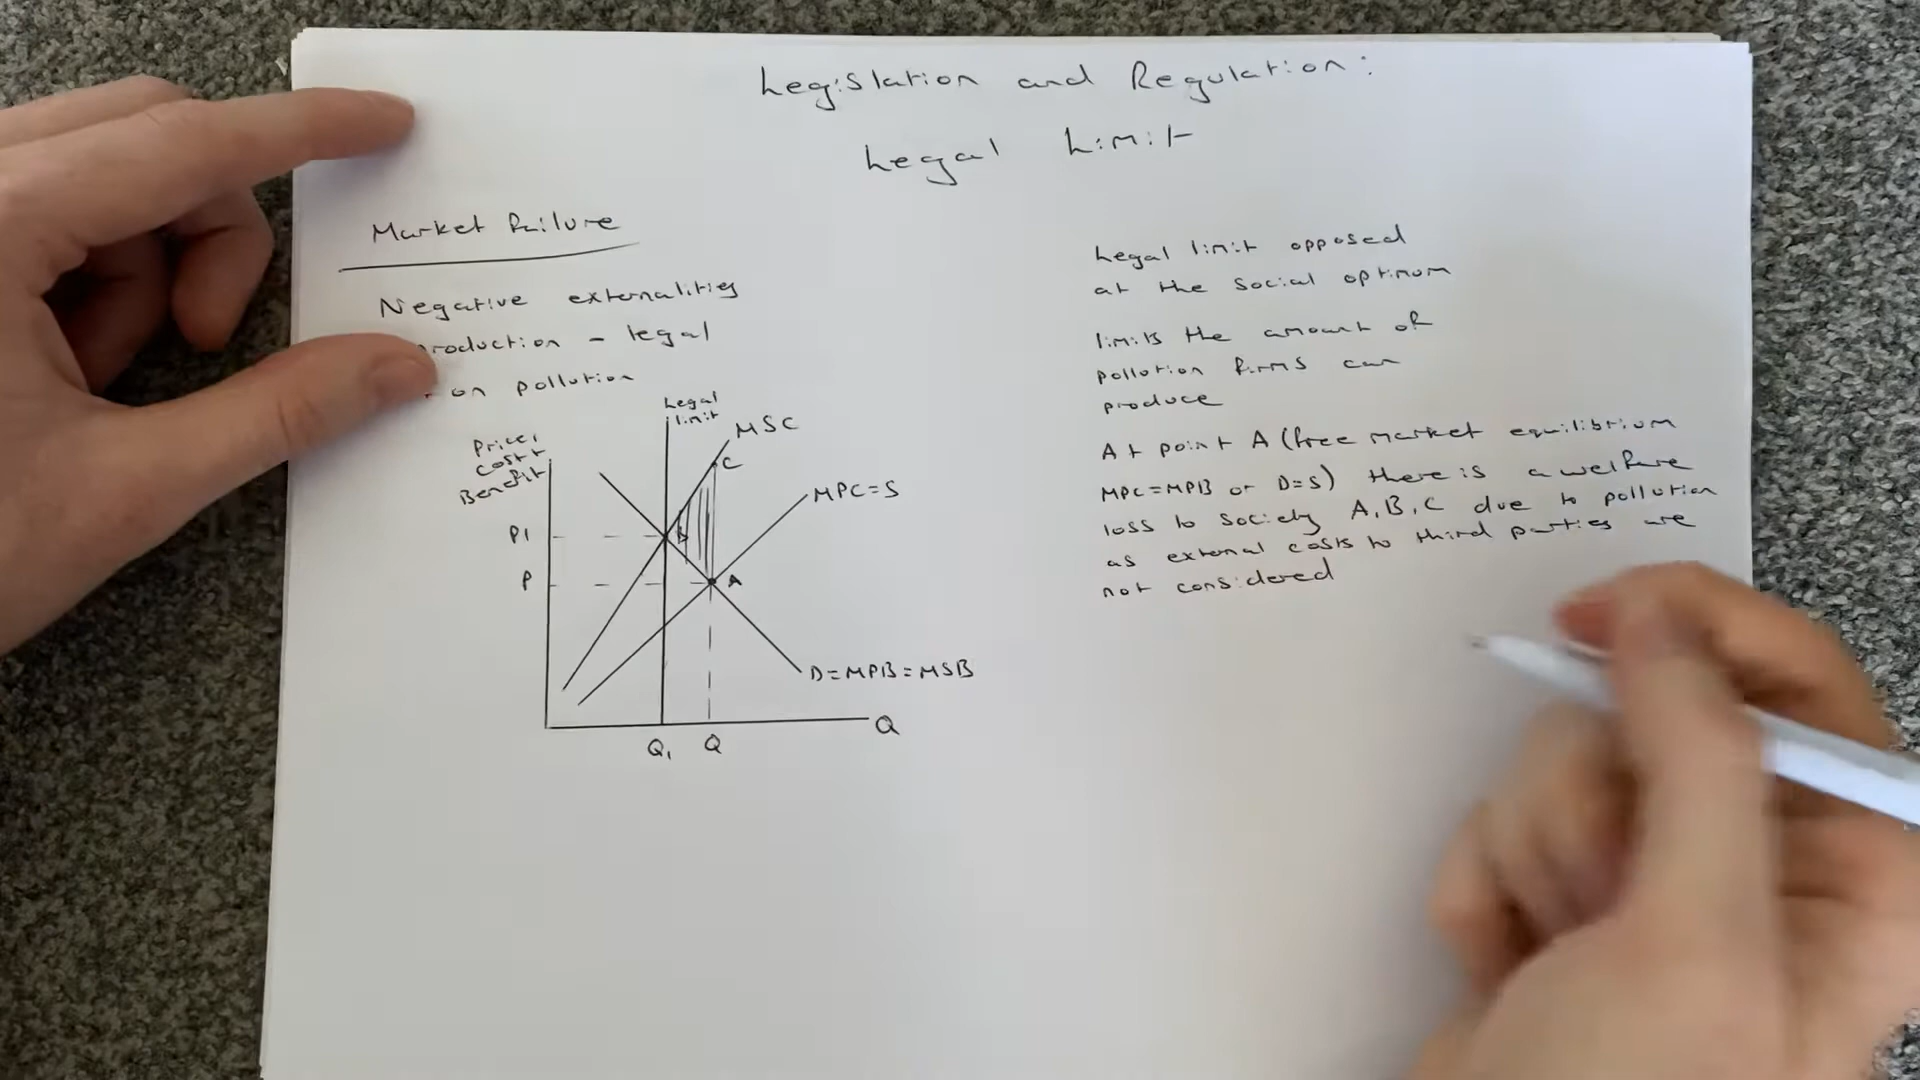 Legislation and Regulation:
Legal Limit
Market Failure
Negative externalities
production - legal
on pollution
Legal
limit
MSC
Price,
cost +
Benefit
C
MPC=S
P1
B
P
A
D=MPB=MSB
Q
Q1 Q
Legal limit opposed
at the social optimum
limits the amount of
pollution firms can
produce
At point A (free market equilibrium
MPC=MPB or D=S) there is a welfare
loss to society A,B,C due to pollution
as external costs to third parties are
not considered